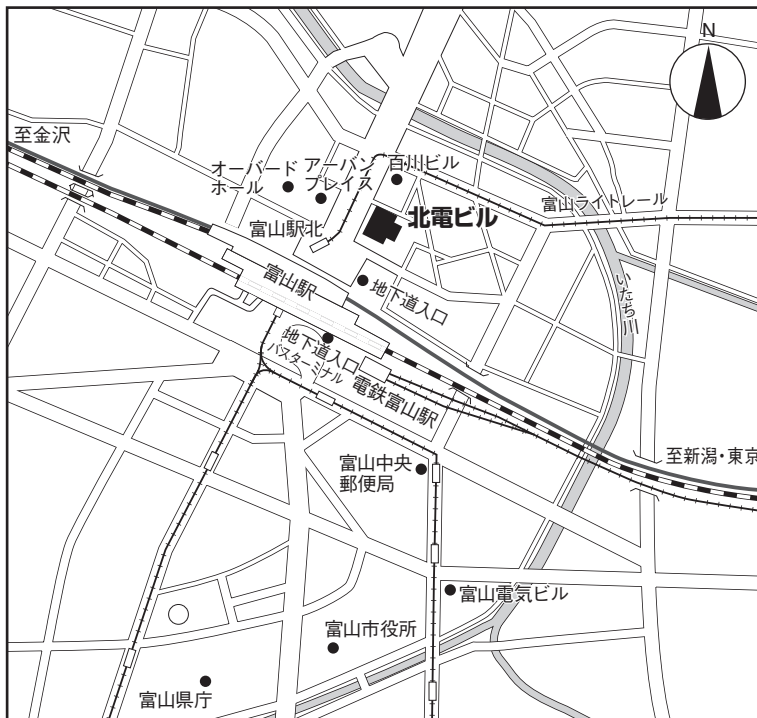 N
至金沢
オーバード
ホール
アーバン
プレイス
百川ビル
富山ライトレール
北電ビル
富山駅北
富山駅
地下道入口
いたち川
地下道入口
バスターミナル
電鉄富山駅
至新潟・東京
富山中央
郵便局
富山電気ビル
富山市役所
富山県庁